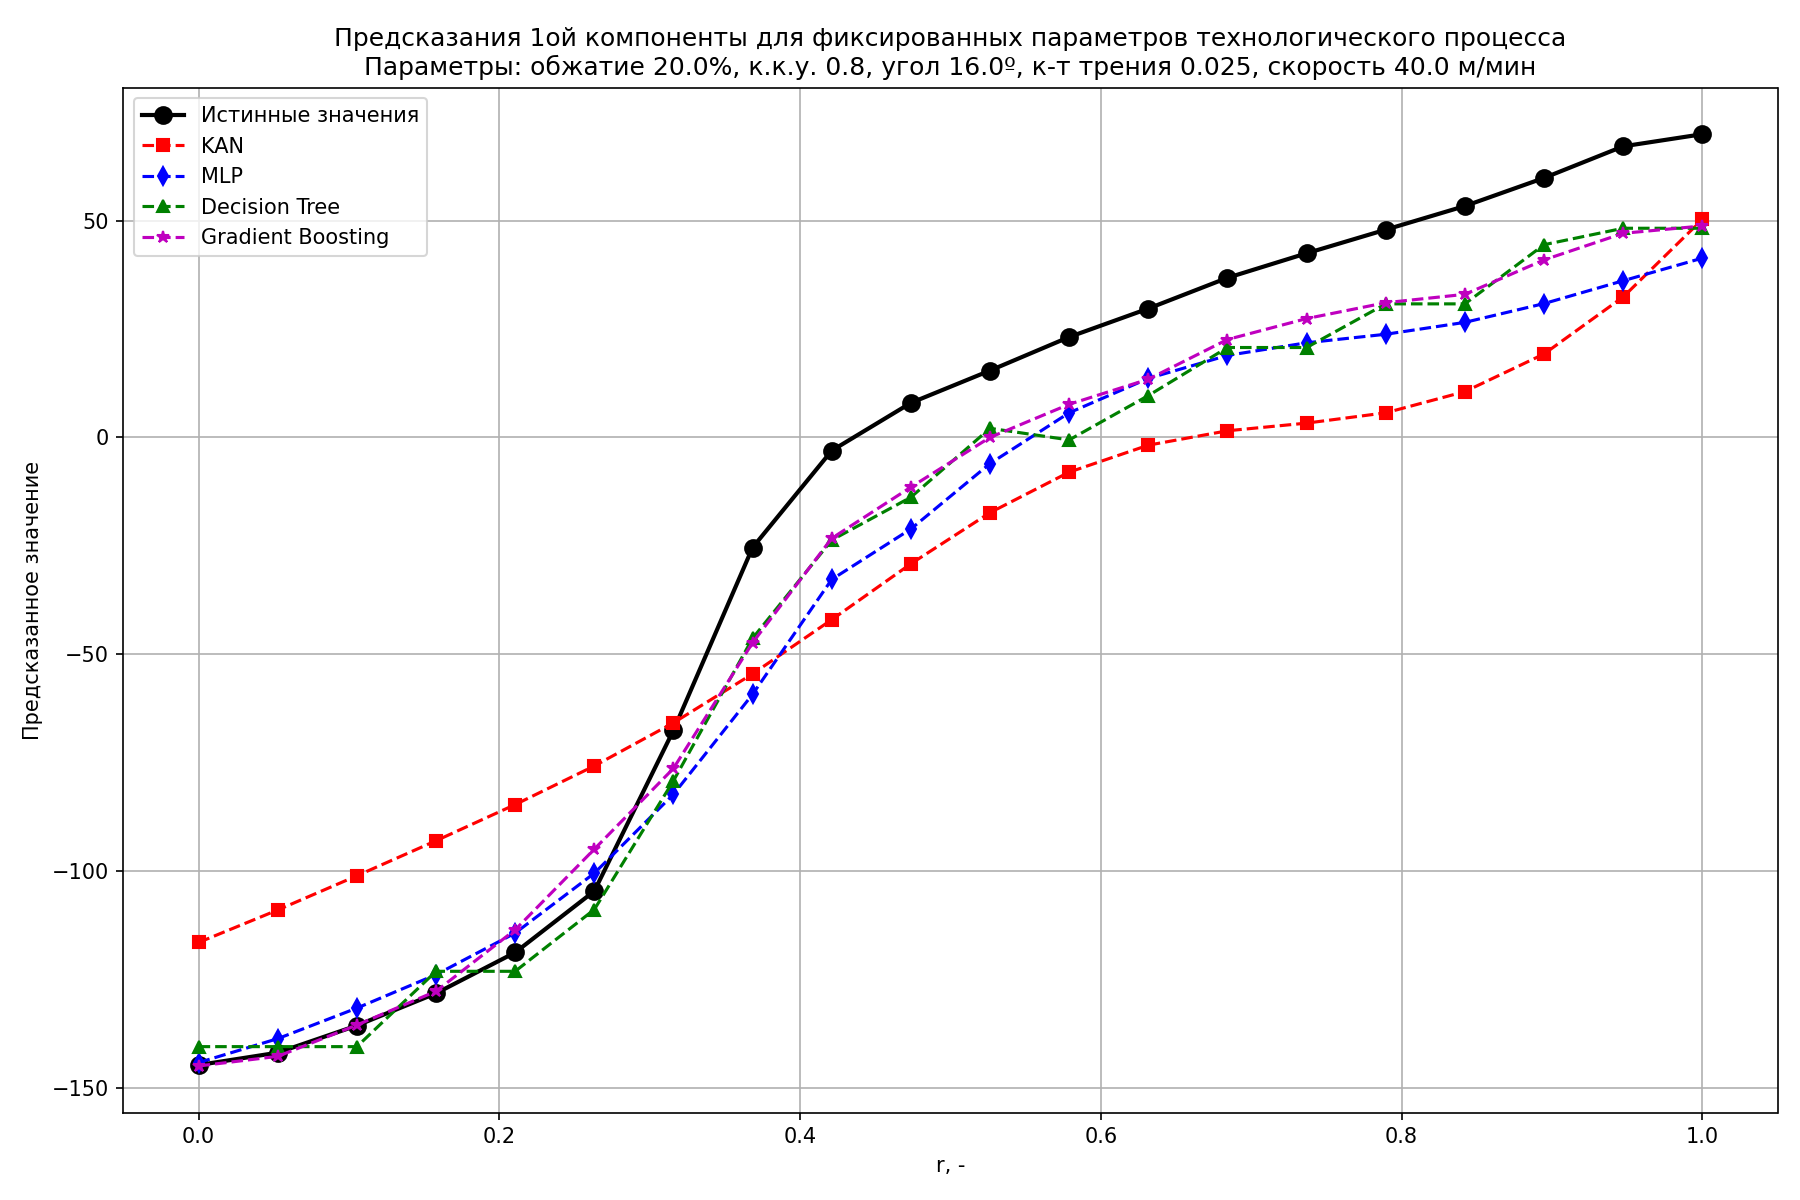 Предсказания 1ой компоненты для фиксированных параметров технологического процесса
Параметры: обжатие 20.0%, к.к.у. 0.8, угол 16.0º, к-т трения 0.025, скорость 40.0 м/мин
Истинные значения
KAN
MLP
Decision Tree
Gradient Boosting
Предсказанное значение
50
0
−50
−100
−150
0.0
0.2
0.4
0.6
0.8
1.0
r, -